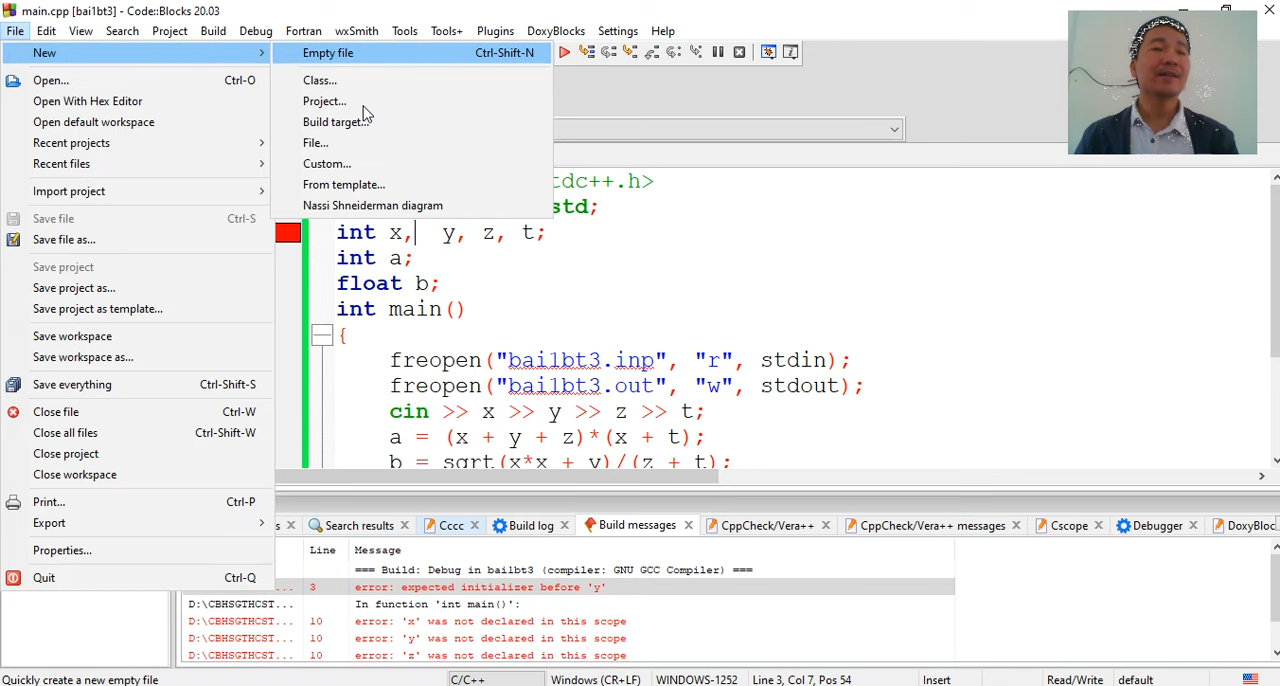 main.cpp [bai1bt3] - Code::Blocks 20.03
File Edit View Search Project Build Debug Fortran wxSmith Tools Tools+ Plugins DoxyBlocks Settings Help
New
Open... Ctrl-O
Open With Hex Editor
Open default workspace
Recent projects
Recent files
Import project
Save file Ctrl-S
Save file as...
Save project
Save project as...
Save project as template...
Save workspace
Save workspace as...
Save everything Ctrl-Shift-S
Close file Ctrl-W
Close all files Ctrl-Shift-W
Close project
Close workspace
Print... Ctrl-P
Export
Properties...
Quit Ctrl-Q
Empty file Ctrl-Shift-N
Class...
Project...
Build target...
File...
Custom...
From template...
Nassi Shneiderman diagram
tdc++.h>
std;
int x, y, z, t;
int a;
float b;
int main()
{
freopen("bai1bt3.inp", "r", stdin);
freopen("bai1bt3.out", "w", stdout);
cin >> x >> y >> z >> t;
a = (x + y + z)*(x + t);
b = sqrt(x*x + y)/(z + t);
s Search results Cccc Build log Build messages CppCheck/Vera++ CppCheck/Vera++ messages Cscope Debugger DoxyBloc
Line Message
=== Build: Debug in bai1bt3 (compiler: GNU GCC Compiler) ===
3 error: expected initializer before 'y'
D:\CBHSGTHCST... In function 'int main()':
D:\CBHSGTHCST... 10 error: 'x' was not declared in this scope
D:\CBHSGTHCST... 10 error: 'y' was not declared in this scope
D:\CBHSGTHCST... 10 error: 'z' was not declared in this scope
Quickly create a new empty file C/C++ Windows (CR+LF) WINDOWS-1252 Line 3, Col 7, Pos 54 Insert Read/Write default